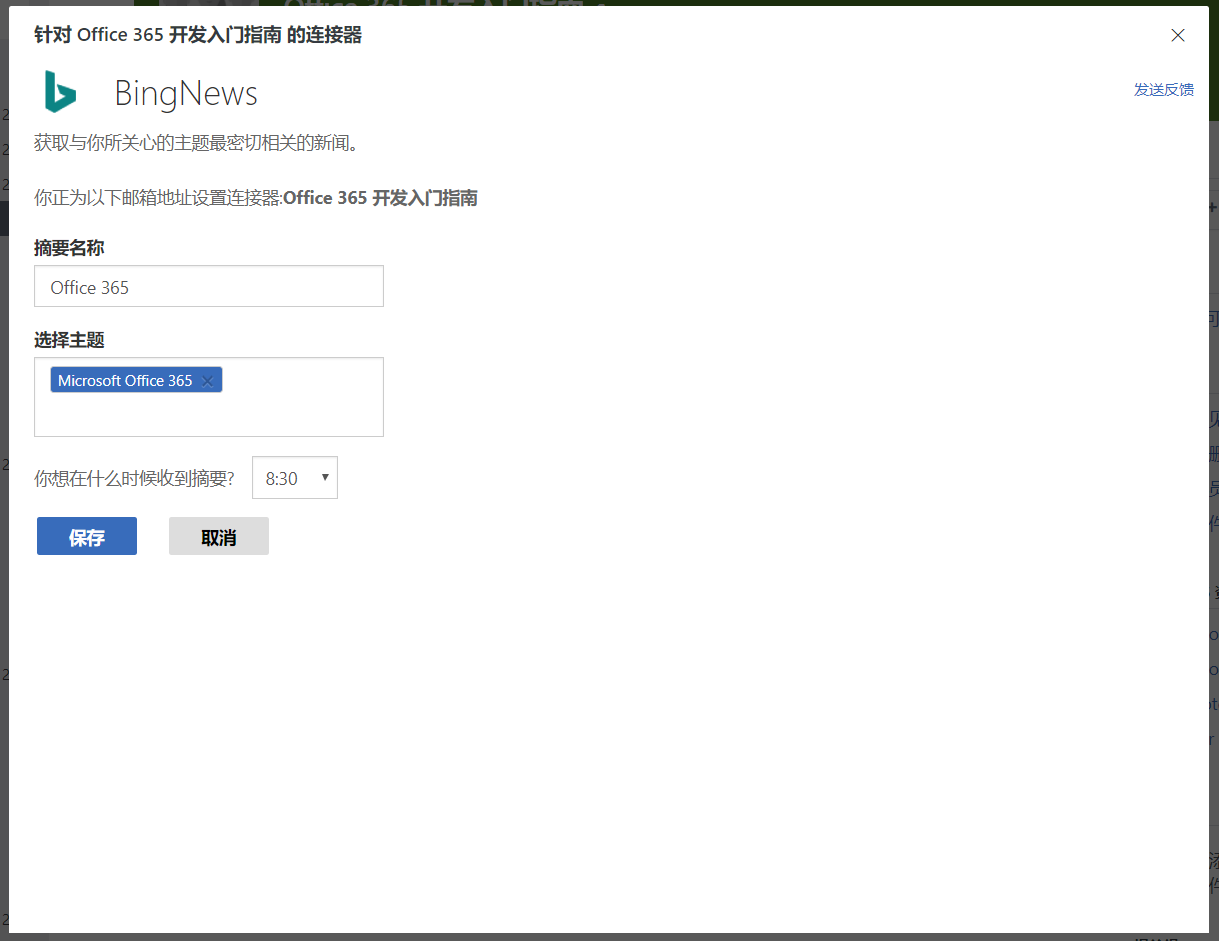 针对 Office 365 开发入门指南 的连接器
BingNews
发送反馈
获取与你所关心的主题最密切相关的新闻。
你正为以下邮箱地址设置连接器:Office 365 开发入门指南
摘要名称
Office 365
选择主题
Microsoft Office 365
你想在什么时候收到摘要?
8:30
保存
取消